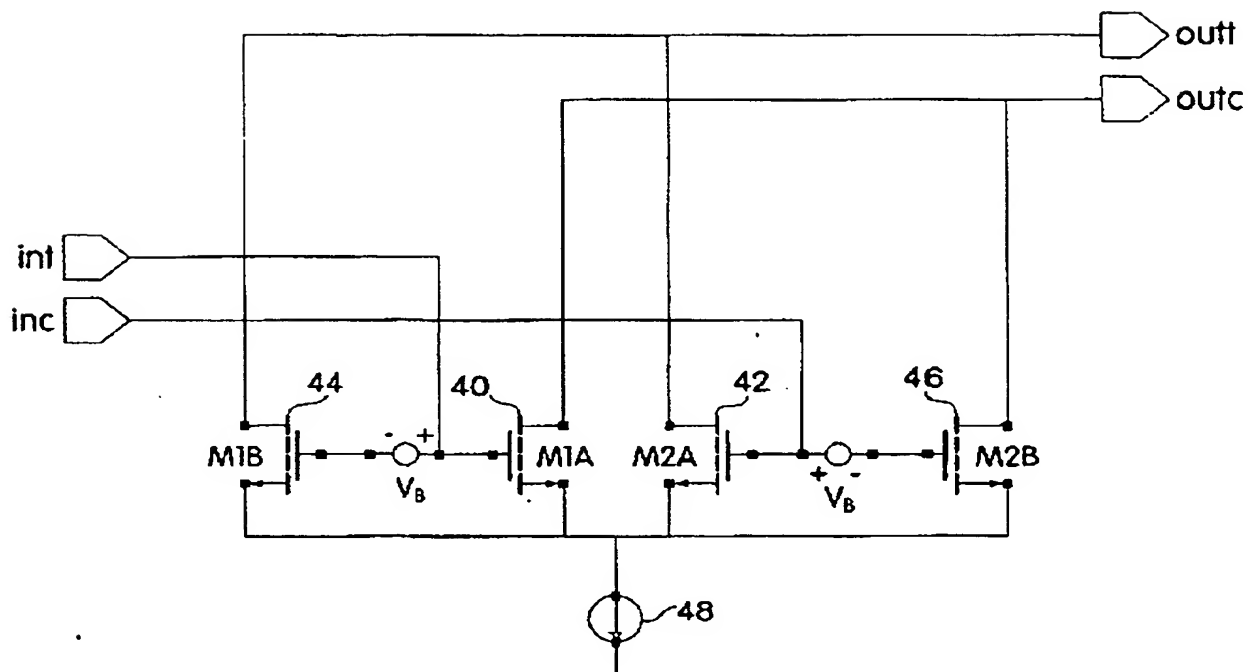 outt
outc
int
inc
44
40
42
46
M1B
- +
M1A
M2A
+ -
M2B
VB
VB
48